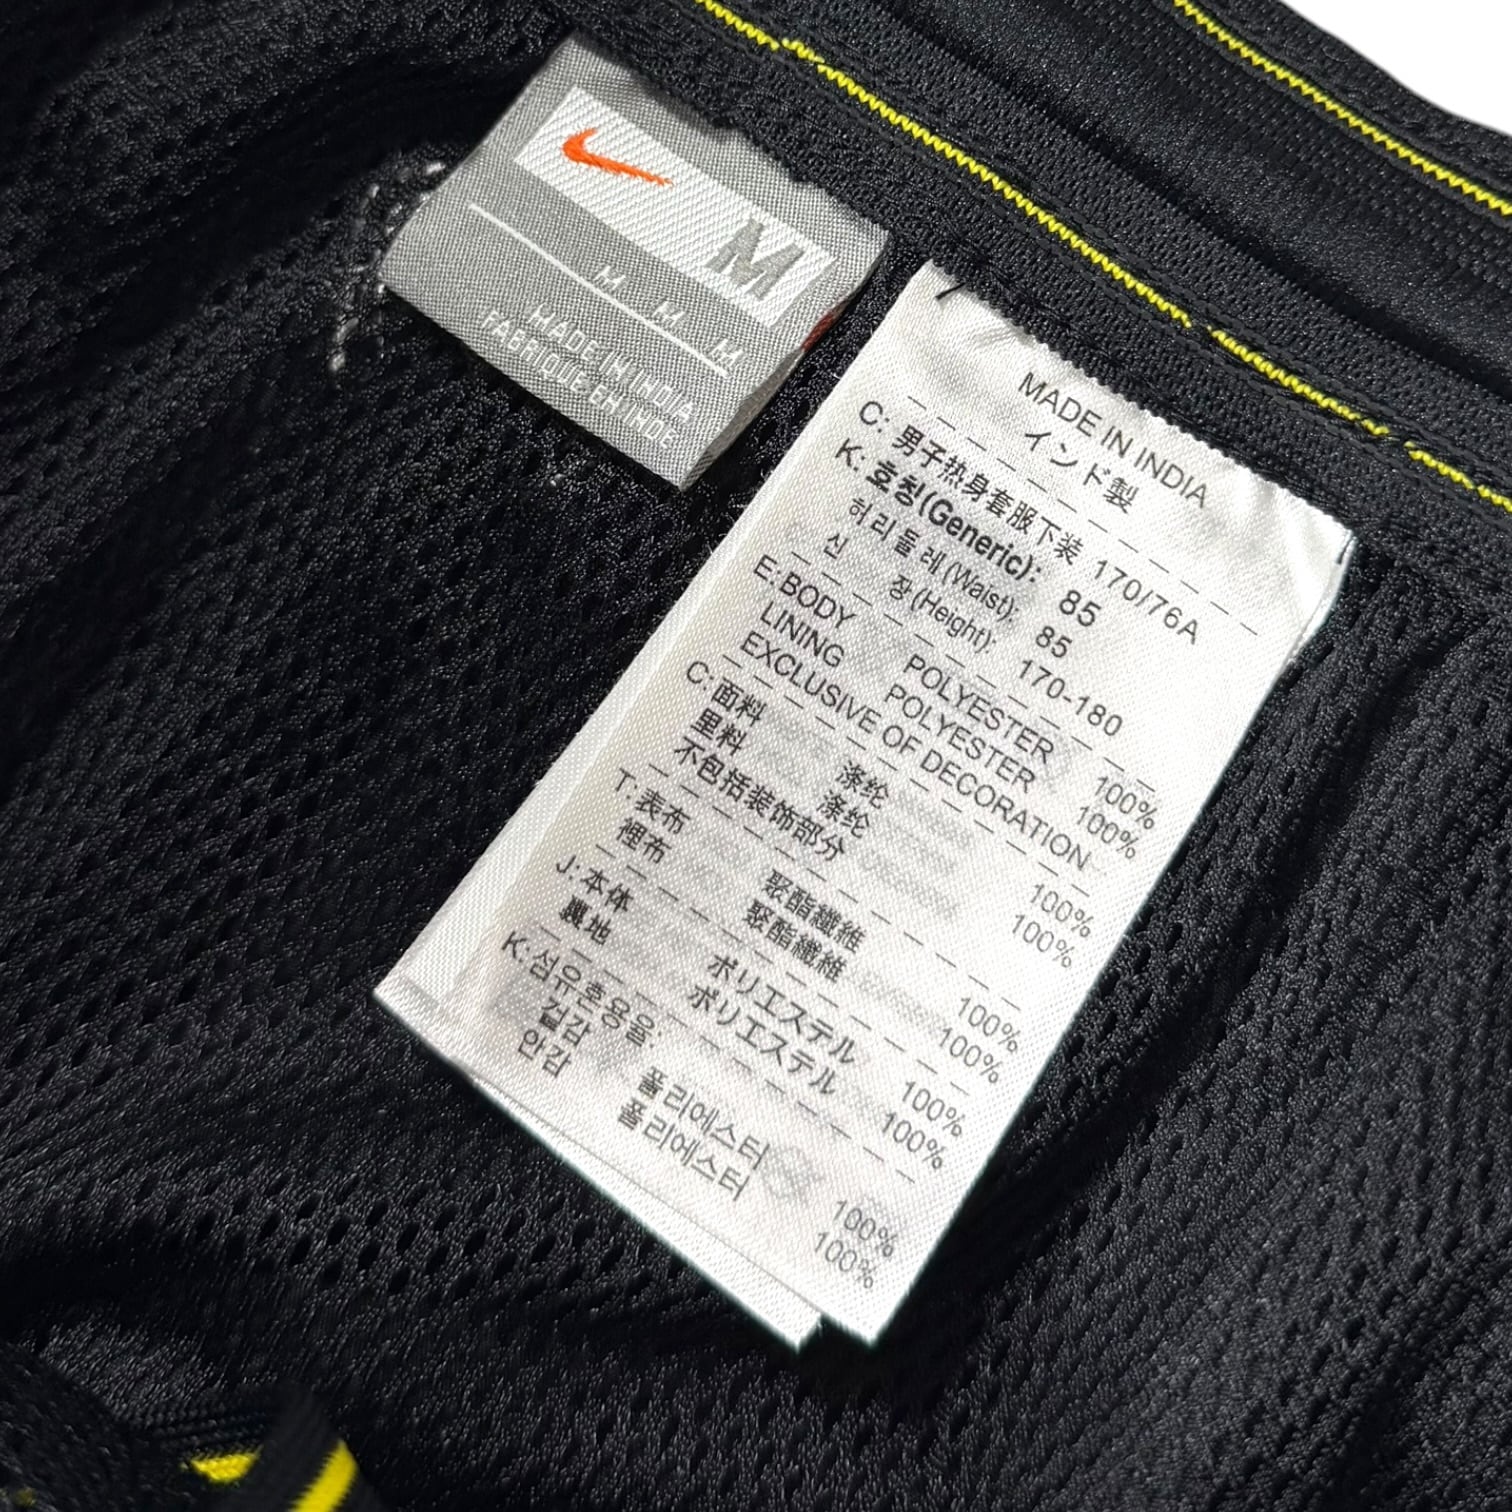 M
M
M
M
MADE IN INDIA
FABRIQUE EN INDE
MADE IN INDIA
インド製
C: 男子热身套服下装 170/76A
K: 호칭(Generic): 85
허리둘레(Waist): 85
신 장(Height): 170-180
E: BODY POLYESTER 100%
LINING POLYESTER 100%
EXCLUSIVE OF DECORATION
C: 面料 涤纶 100%
里料 涤纶 100%
不包括装饰部分
T: 表布 聚酯纖維 100%
裡布 聚酯纖維 100%
J: 本体 ポリエステル 100%
裏地 ポリエステル 100%
K: 섬유혼용율:
겉감 폴리에스터 100%
안감 폴리에스터 100%